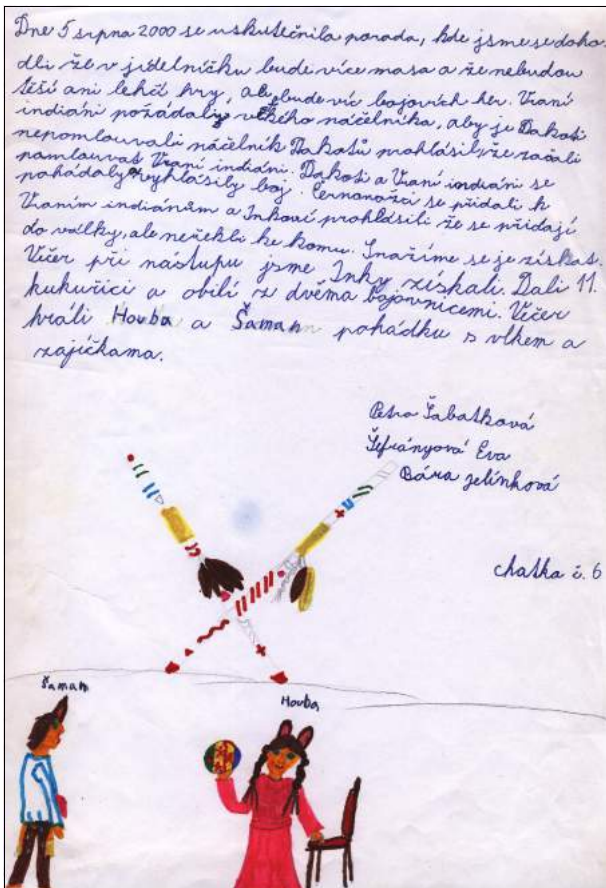 Dne 5 srpna 2000 se uskutečnila porada, kde jsme se doho
dli že v jídelníčku bude více masa a že nebudou
těší ani lehčí hry, ale bude víc bojových her. Vraní
indiáni požádaly velkého náčelníka, aby je Dakoti
nepomlouvali náčelník Dakotů prohlásil, že začali
pomlouvat Vraní indiáni. Dakoti a Vraní indiáni se
pohádaly a vyhlásily boj. Černonožci se přidali k
Vraním indiánům a Inkové prohlásili že se přidají
do války, ale neřekli ke komu. Snažíme se je získat.
Večer při nástupu jsme Inky získali. Dali 11.
kukuřici a obilí z dvěma bojovnicemi. Večer
hráli Houba a Šaman pohádku s vlkem a
zajíčkama.
Petra Šabatková
Šefrányová Eva
Bára Jelínková
chatka č. 6
Šaman
Houba